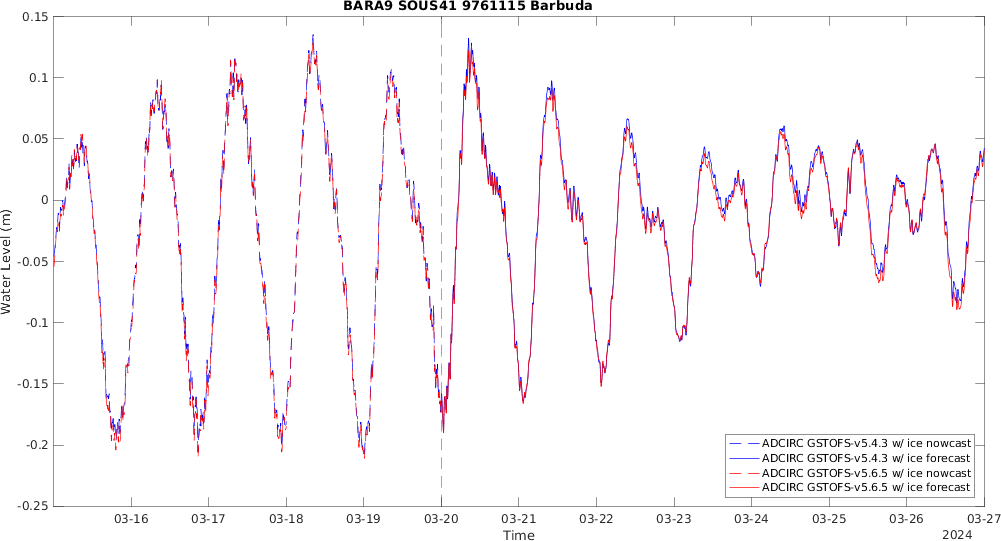 BARA9 SOUS41 9761115 Barbuda
0.15
0.1
0.05
0
-0.05
-0.1
-0.15
-0.2
-0.25
Water Level (m)
ADCIRC GSTOFS-v5.4.3 w/ ice nowcast
ADCIRC GSTOFS-v5.4.3 w/ ice forecast
ADCIRC GSTOFS-v5.6.5 w/ ice nowcast
ADCIRC GSTOFS-v5.6.5 w/ ice forecast
03-16 03-17 03-18 03-19 03-20 03-21 03-22 03-23 03-24 03-25 03-26 03-27
Time
2024